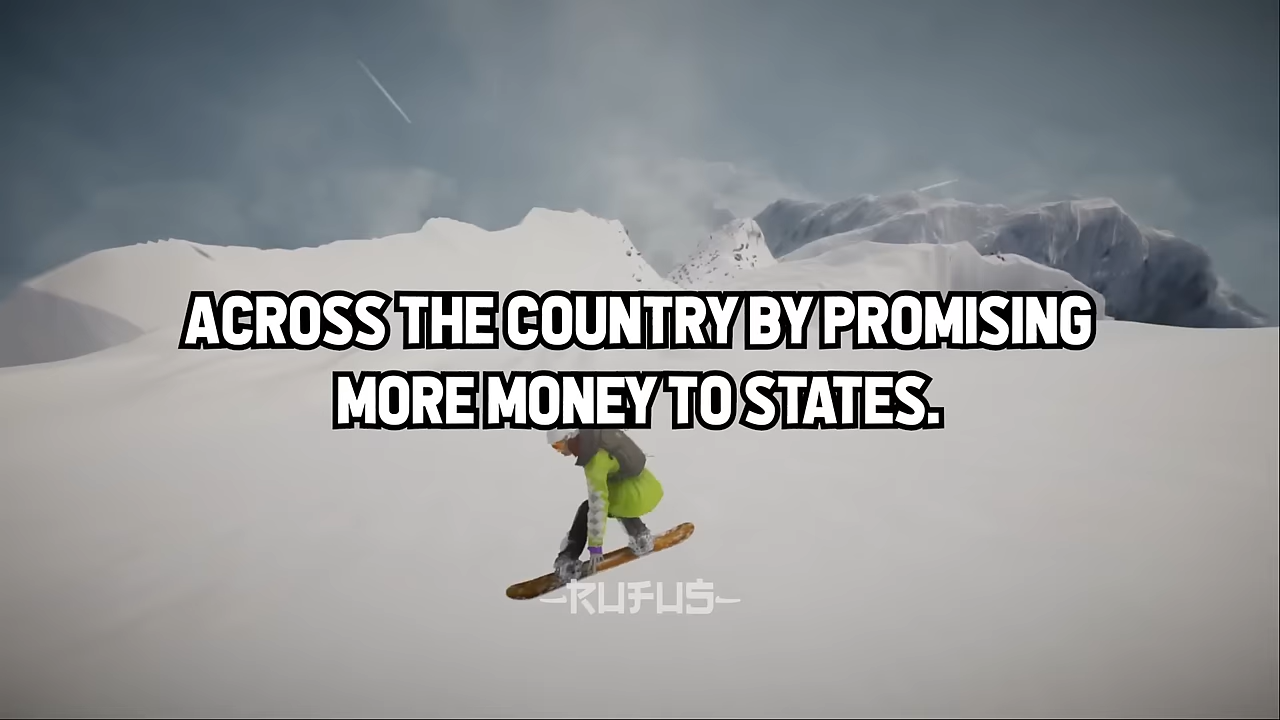 ACROSS THE COUNTRY BY PROMISING
MORE MONEY TO STATES.
-RUFUS-